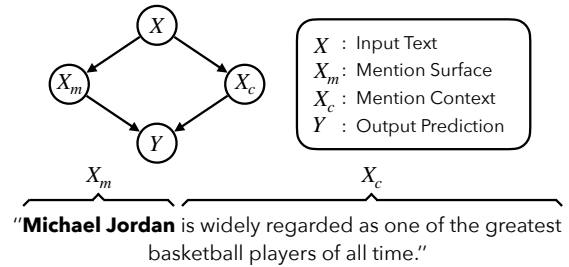 X
X_m
X_c
Y
X : Input Text
X_m : Mention Surface
X_c : Mention Context
Y : Output Prediction
X_m X_c
"Michael Jordan is widely regarded as one of the greatest
basketball players of all time."